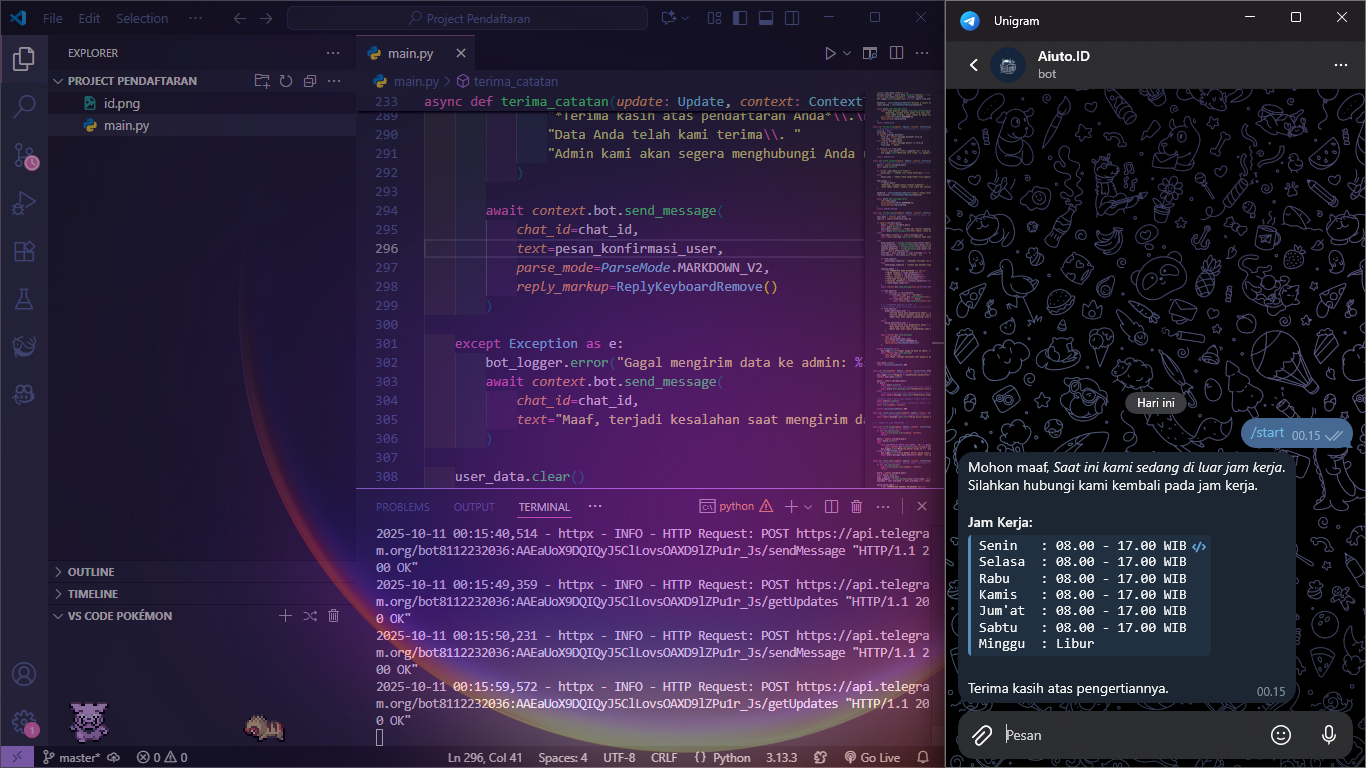 File Edit Selection ··· Project Pendaftaran
EXPLORER
PROJECT PENDAFTARAN
id.png
main.py
OUTLINE
TIMELINE
VS CODE POKÉMON
1
main.py
main.py > terima_catatan
233 async def terima_catatan(update: Update, context: Context
289 "*Terima kasih atas pendaftaran Anda*\\.\
290 "Data Anda telah kami terima\\. "
291 "Admin kami akan segera menghubungi Anda
292 )
293
294 await context.bot.send_message(
295 chat_id=chat_id,
296 text=pesan_konfirmasi_user,
297 parse_mode=ParseMode.MARKDOWN_V2,
298 reply_markup=ReplyKeyboardRemove()
299 )
300
301 except Exception as e:
302 bot_logger.error("Gagal mengirim data ke admin: %
303 await context.bot.send_message(
304 chat_id=chat_id,
305 text="Maaf, terjadi kesalahan saat mengirim da
306 )
307
308 user_data.clear()
PROBLEMS OUTPUT TERMINAL ··· python
2025-10-11 00:15:40,514 - httpx - INFO - HTTP Request: POST https://api.telegra
m.org/bot8112232036:AAEaUoX9DQIQyJ5ClLovsOAXD9lZPu1r_Js/sendMessage "HTTP/1.1 2
00 OK"
2025-10-11 00:15:49,359 - httpx - INFO - HTTP Request: POST https://api.telegra
m.org/bot8112232036:AAEaUoX9DQIQyJ5ClLovsOAXD9lZPu1r_Js/getUpdates "HTTP/1.1 20
0 OK"
2025-10-11 00:15:50,231 - httpx - INFO - HTTP Request: POST https://api.telegra
m.org/bot8112232036:AAEaUoX9DQIQyJ5ClLovsOAXD9lZPu1r_Js/sendMessage "HTTP/1.1 2
00 OK"
2025-10-11 00:15:59,572 - httpx - INFO - HTTP Request: POST https://api.telegra
m.org/bot8112232036:AAEaUoX9DQIQyJ5ClLovsOAXD9lZPu1r_Js/getUpdates "HTTP/1.1 20
0 OK"
master* 0 0 Ln 296, Col 41 Spaces: 4 UTF-8 CRLF { } Python 3.13.3 Go Live
Unigram
Aiuto.ID
bot
Hari ini
/start 00.15
Mohon maaf, Saat ini kami sedang di luar jam kerja.
Silahkan hubungi kami kembali pada jam kerja.
Jam Kerja:
Senin : 08.00 - 17.00 WIB
Selasa : 08.00 - 17.00 WIB
Rabu : 08.00 - 17.00 WIB
Kamis : 08.00 - 17.00 WIB
Jum'at : 08.00 - 17.00 WIB
Sabtu : 08.00 - 17.00 WIB
Minggu : Libur
Terima kasih atas pengertiannya. 00.15
Pesan